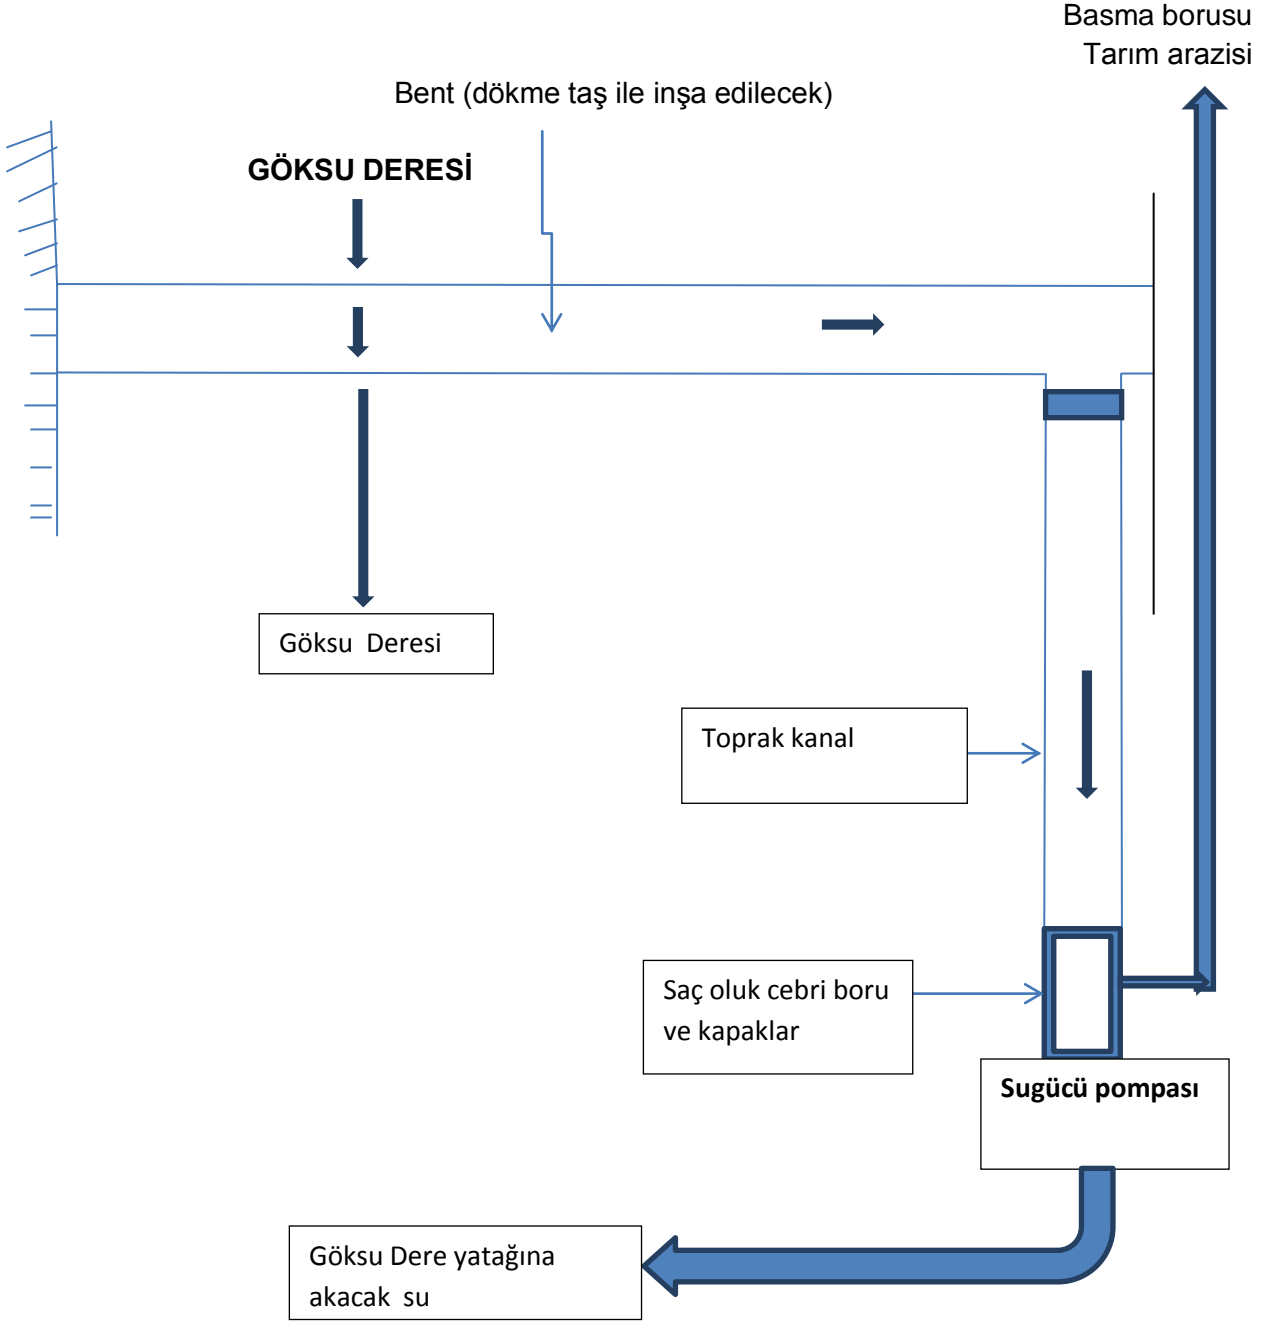 Basma borusu
Tarım arazisi
Bent (dökme taş ile inşa edilecek)
GÖKSU DERESİ
Göksu  Deresi
Toprak kanal
Saç oluk cebri boru
ve kapaklar
Sugücü pompası
Göksu Dere yatağına
akacak  su